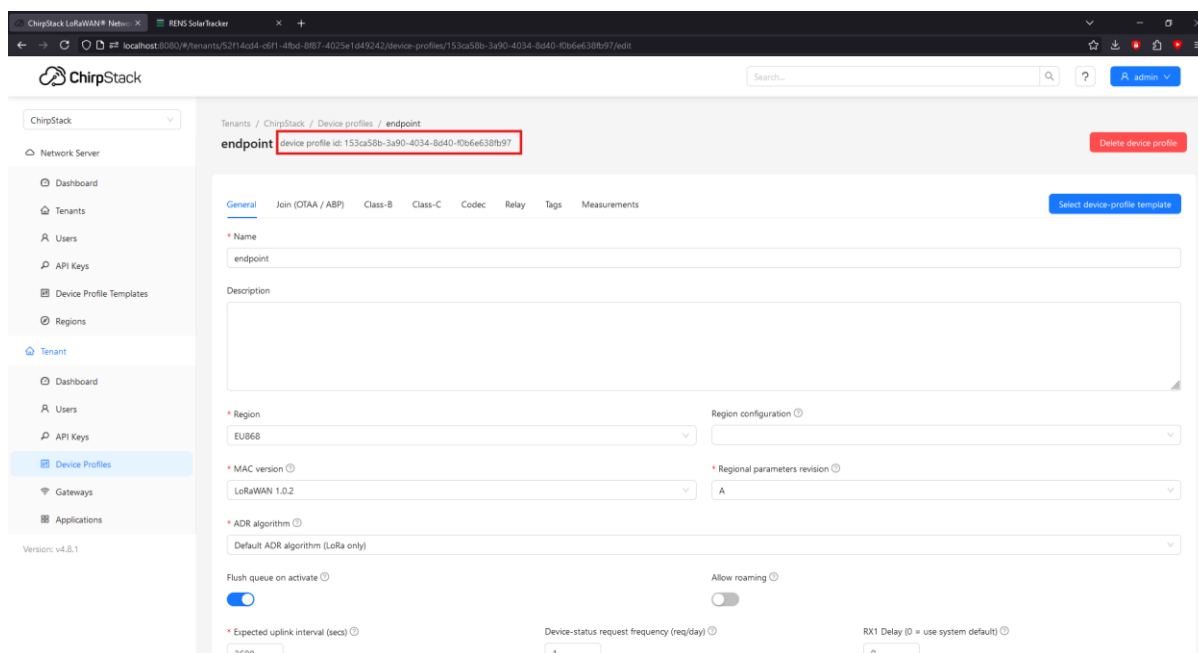 ChirpStack LoRaWAN® Networ
RENS SolarTracker
localhost:8080/#/tenants/52f14cd4-c6f1-4fbd-8f87-4025e1d49242/device-profiles/153ca58b-3a90-4034-8d40-f0b6e638fb97/edit
ChirpStack
Search...
?
admin
ChirpStack
Network Server
Dashboard
Tenants
Users
API Keys
Device Profile Templates
Regions
Tenant
Dashboard
Users
API Keys
Device Profiles
Gateways
Applications
Version: v4.8.1
Tenants / ChirpStack / Device profiles / endpoint
endpoint device profile id: 153ca58b-3a90-4034-8d40-f0b6e638fb97
Delete device profile
General Join (OTAA / ABP) Class-B Class-C Codec Relay Tags Measurements
Select device-profile template
* Name
endpoint
Description
* Region
Region configuration
EU868
* MAC version
* Regional parameters revision
LoRaWAN 1.0.2
A
* ADR algorithm
Default ADR algorithm (LoRa only)
Flush queue on activate
Allow roaming
* Expected uplink interval (secs)
Device-status request frequency (req/day)
RX1 Delay (0 = use system default)